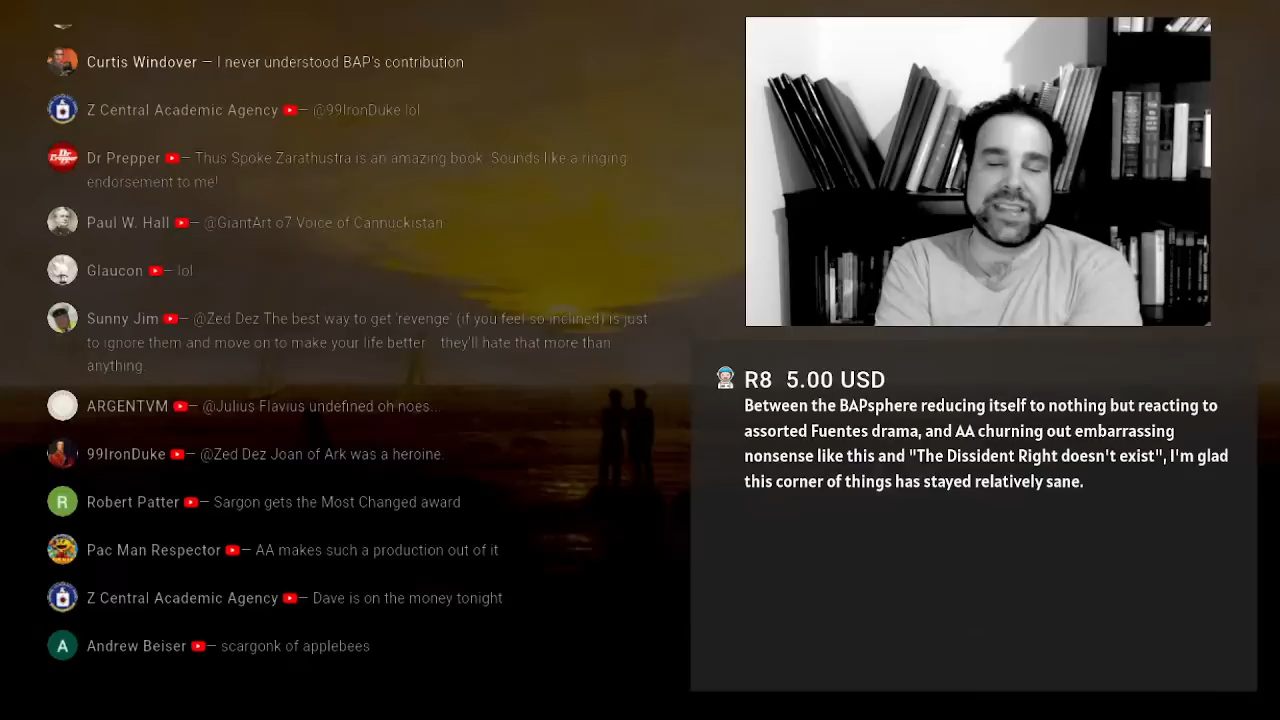 Curtis Windover – I never understood BAP's contribution
Z Central Academic Agency – @99IronDuke lol
Dr Prepper – Thus Spoke Zarathustra is an amazing book. Sounds like a ringing
endorsement to me!
Paul W. Hall – @GiantArt o7 Voice of Cannuckistan
Glaucon – lol
Sunny Jim – @Zed Dez The best way to get 'revenge' (if you feel so inclined) is just
to ignore them and move on to make your life better... they'll hate that more than
anything.
ARGENTVM – @Julius Flavius undefined oh noes...
99IronDuke – @Zed Dez Joan of Ark was a heroine.
R
Robert Patter – Sargon gets the Most Changed award
Pac Man Respector – AA makes such a production out of it
Z Central Academic Agency – Dave is on the money tonight
A
Andrew Beiser – scargonk of applebees
R8 5.00 USD
Between the BAPsphere reducing itself to nothing but reacting to
assorted Fuentes drama, and AA churning out embarrassing
nonsense like this and "The Dissident Right doesn't exist", I'm glad
this corner of things has stayed relatively sane.